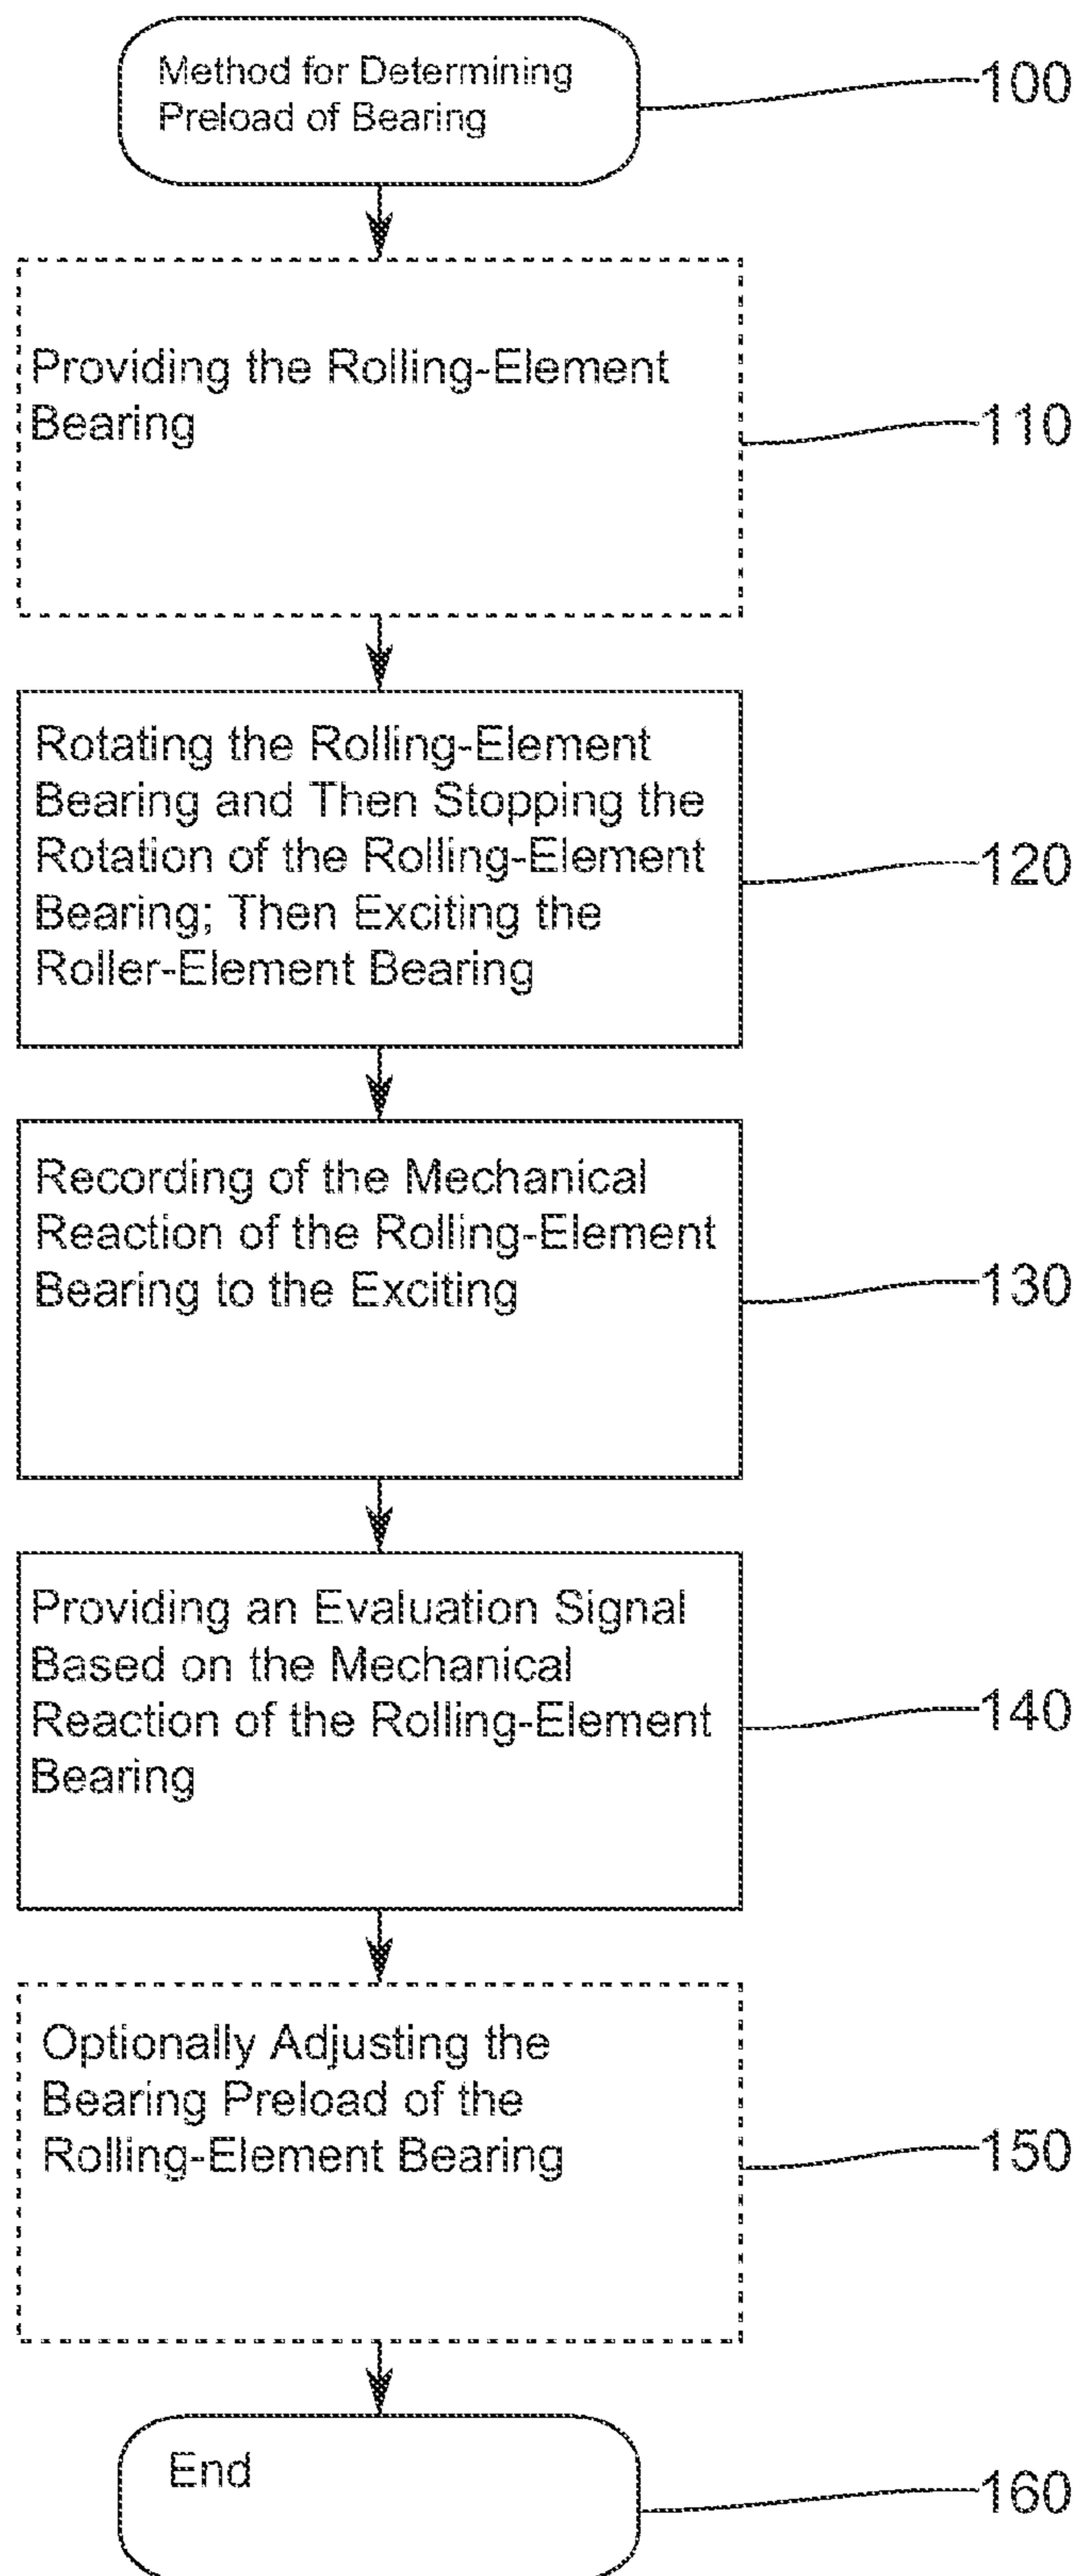 Method for Determining
Preload of Bearing
100
Providing the Rolling-Element
Bearing
110
Rotating the Rolling-Element
Bearing and Then Stopping the
Rotation of the Rolling-Element
Bearing; Then Exciting the
Roller-Element Bearing
120
Recording of the Mechanical
Reaction of the Rolling-Element
Bearing to the Exciting
130
Providing an Evaluation Signal
Based on the Mechanical
Reaction of the Rolling-Element
Bearing
140
Optionally Adjusting the
Bearing Preload of the
Rolling-Element Bearing
150
End
160